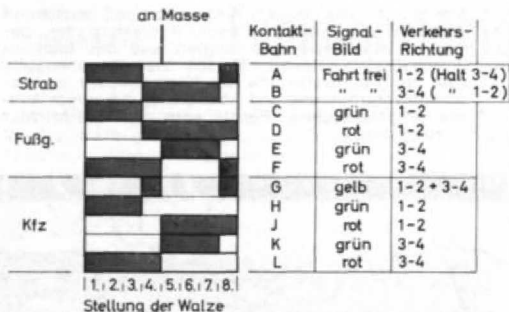 an Masse
Kontakt- Bahn Signal- Bild Verkehrs- Richtung
Strab
A Fahrt frei 1-2 (Halt 3-4)
B " " 3-4 ( " 1-2)
Fußg.
C grün 1-2
D rot 1-2
E grün 3-4
F rot 3-4
G gelb 1-2 + 3-4
Kfz
H grün 1-2
J rot 1-2
K grün 3-4
L rot 3-4
1. 2. 3. 4. 5. 6. 7. 8.
Stellung der Walze